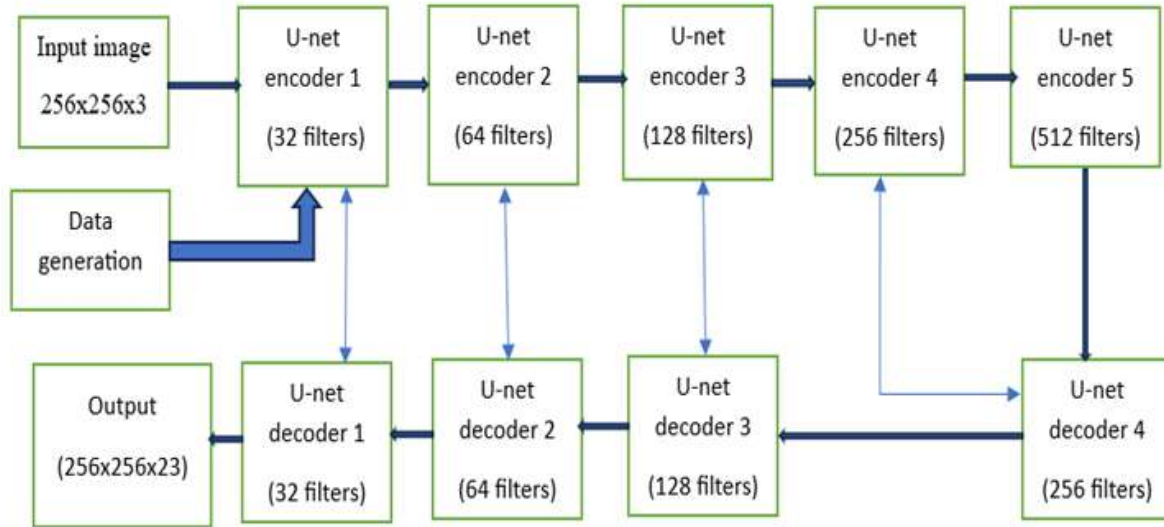 Input image
256x256x3
U-net
encoder 1
(32 filters)
U-net
encoder 2
(64 filters)
U-net
encoder 3
(128 filters)
U-net
encoder 4
(256 filters)
U-net
encoder 5
(512 filters)
Data
generation
Output
(256x256x23)
U-net
decoder 1
(32 filters)
U-net
decoder 2
(64 filters)
U-net
decoder 3
(128 filters)
U-net
decoder 4
(256 filters)